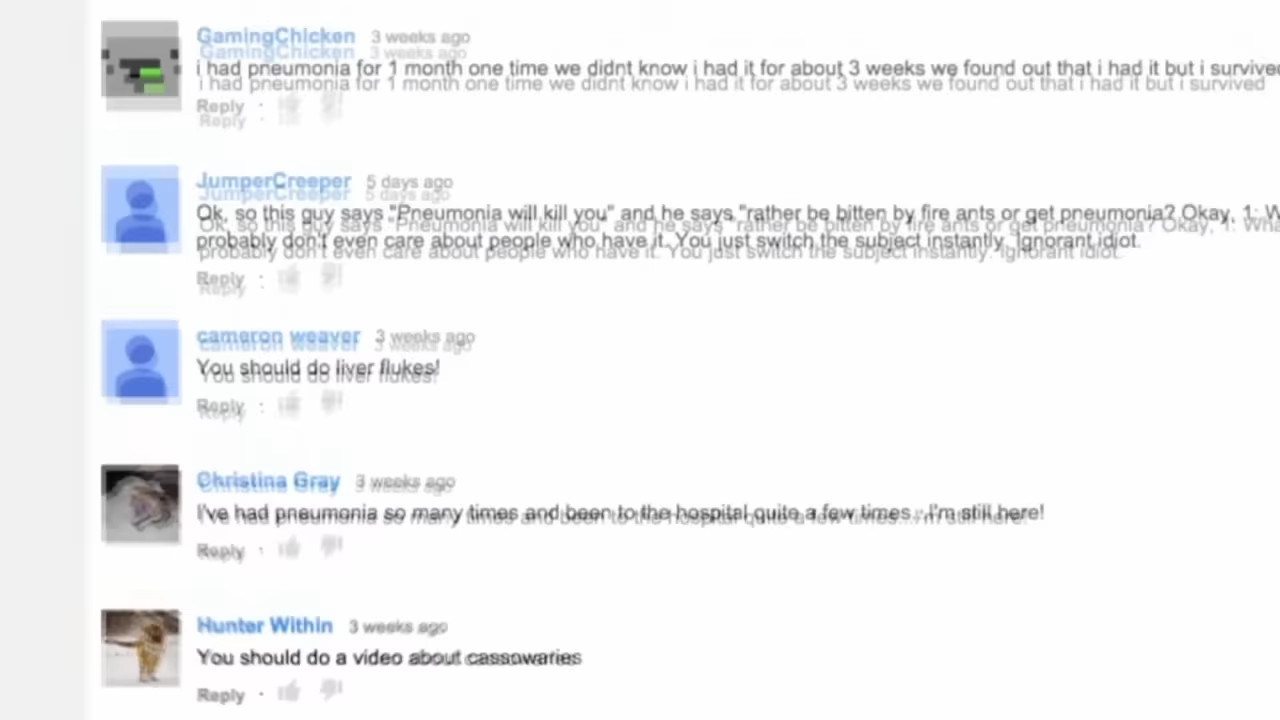 GamingChicken 3 weeks ago
i had pneumonia for 1 month one time we didnt know i had it for about 3 weeks we found out that i had it but i survived
Reply ·
JumperCreeper 5 days ago
Ok, so this guy says "Pneumonia will kill you" and he says "rather be bitten by fire ants or get pneumonia? Okay, 1: Wha
probably don't even care about people who have it. You just switch the subject instantly. Ignorant idiot.
Reply ·
cameron weaver 3 weeks ago
You should do liver flukes!
Reply ·
Christina Gray 3 weeks ago
I've had pneumonia so many times and been to the hospital quite a few times... I'm still here!
Reply ·
Hunter Within 3 weeks ago
You should do a video about cassowaries
Reply ·